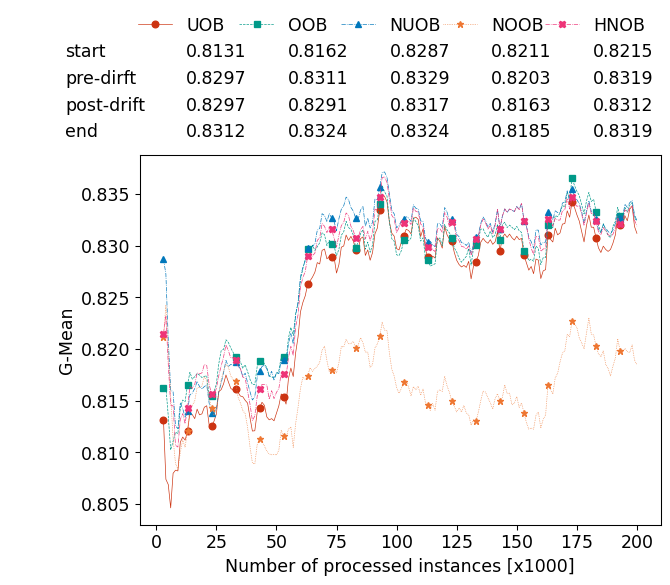 UOB OOB NUOB NOOB HNOB
start 0.8131 0.8162 0.8287 0.8211 0.8215
pre-dirft 0.8297 0.8311 0.8329 0.8203 0.8319
post-drift 0.8297 0.8291 0.8317 0.8163 0.8312
end 0.8312 0.8324 0.8324 0.8185 0.8319
0.835
0.830
0.825
0.820
0.815
0.810
0.805
G-Mean
0 25 50 75 100 125 150 175 200
Number of processed instances [x1000]